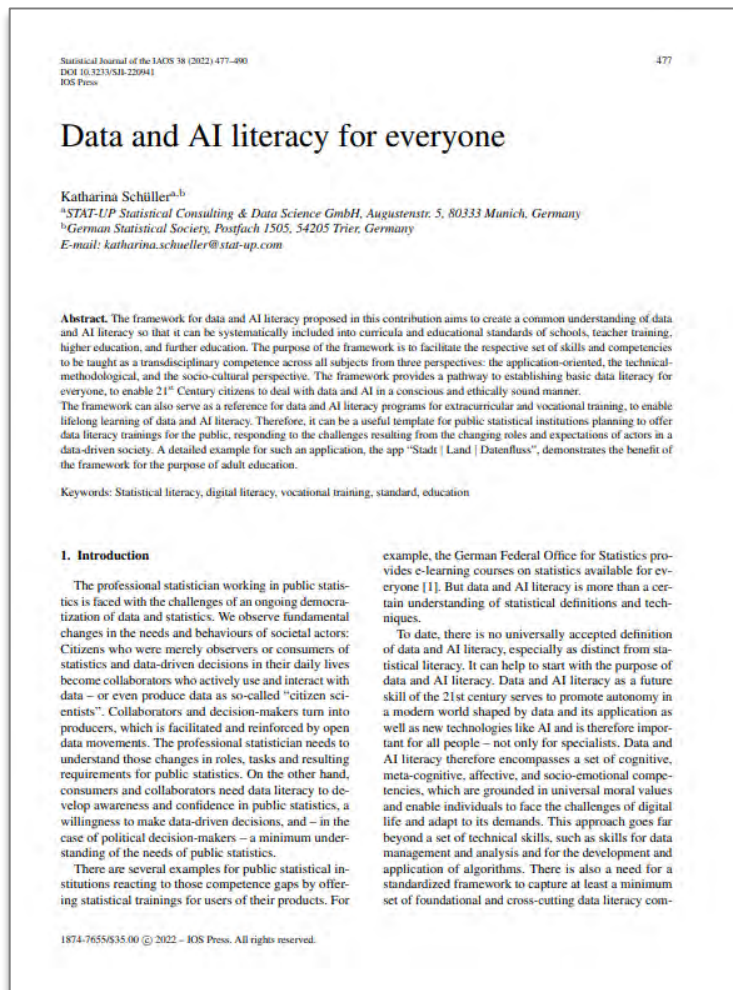 Statistical Journal of the IAOS 38 (2022) 477–490
477
DOI 10.3233/SJI-220941
IOS Press
Data and AI literacy for everyone
Katharina Schüller^a,b
^a STAT-UP Statistical Consulting & Data Science GmbH, Augustenstr. 5, 80333 Munich, Germany
^b German Statistical Society, Postfach 1505, 54205 Trier, Germany
E-mail: katharina.schueller@stat-up.com
Abstract. The framework for data and AI literacy proposed in this contribution aims to create a common understanding of data
and AI literacy so that it can be systematically included into curricula and educational standards of schools, teacher training,
higher education, and further education. The purpose of the framework is to facilitate the respective set of skills and competencies
to be taught as a transdisciplinary competence across all subjects from three perspectives: the application-oriented, the technical-
methodological, and the socio-cultural perspective. The framework provides a pathway to establishing basic data literacy for
everyone, to enable 21st Century citizens to deal with data and AI in a conscious and ethically sound manner.
The framework can also serve as a reference for data and AI literacy programs for extracurricular and vocational training, to enable
lifelong learning of data and AI literacy. Therefore, it can be a useful template for public statistical institutions planning to offer
data literacy trainings for the public, responding to the challenges resulting from the changing roles and expectations of actors in a
data-driven society. A detailed example for such an application, the app “Stadt | Land | Datenfluss”, demonstrates the benefit of
the framework for the purpose of adult education.
Keywords: Statistical literacy, digital literacy, vocational training, standard, education
1. Introduction
The professional statistician working in public statis-
tics is faced with the challenges of an ongoing democra-
tization of data and statistics. We observe fundamental
changes in the needs and behaviours of societal actors:
Citizens who were merely observers or consumers of
statistics and data-driven decisions in their daily lives
become collaborators who actively use and interact with
data – or even produce data as so-called “citizen sci-
entists”. Collaborators and decision-makers turn into
producers, which is facilitated and reinforced by open
data movements. The professional statistician needs to
understand those changes in roles, tasks and resulting
requirements for public statistics. On the other hand,
consumers and collaborators need data literacy to de-
velop awareness and confidence in public statistics, a
willingness to make data-driven decisions, and – in the
case of political decision-makers – a minimum under-
standing of the needs of public statistics.
There are several examples for public statistical in-
stitutions reacting to those competence gaps by offer-
ing statistical trainings for users of their products. For
example, the German Federal Office for Statistics pro-
vides e-learning courses on statistics available for ev-
eryone [1]. But data and AI literacy is more than a cer-
tain understanding of statistical definitions and tech-
niques.
To date, there is no universally accepted definition
of data and AI literacy, especially as distinct from sta-
tistical literacy. It can help to start with the purpose of
data and AI literacy. Data and AI literacy as a future
skill of the 21st century serves to promote autonomy in
a modern world shaped by data and its application as
well as new technologies like AI and is therefore impor-
tant for all people – not only for specialists. Data and
AI literacy therefore encompasses a set of cognitive,
meta-cognitive, affective, and socio-emotional compe-
tencies, which are grounded in universal moral values
and enable individuals to face the challenges of digital
life and adapt to its demands. This approach goes far
beyond a set of technical skills, such as skills for data
management and analysis and for the development and
application of algorithms. There is also a need for a
standardized framework to capture at least a minimum
set of foundational and cross-cutting data literacy com-
1874-7655/$35.00 © 2022 – IOS Press. All rights reserved.